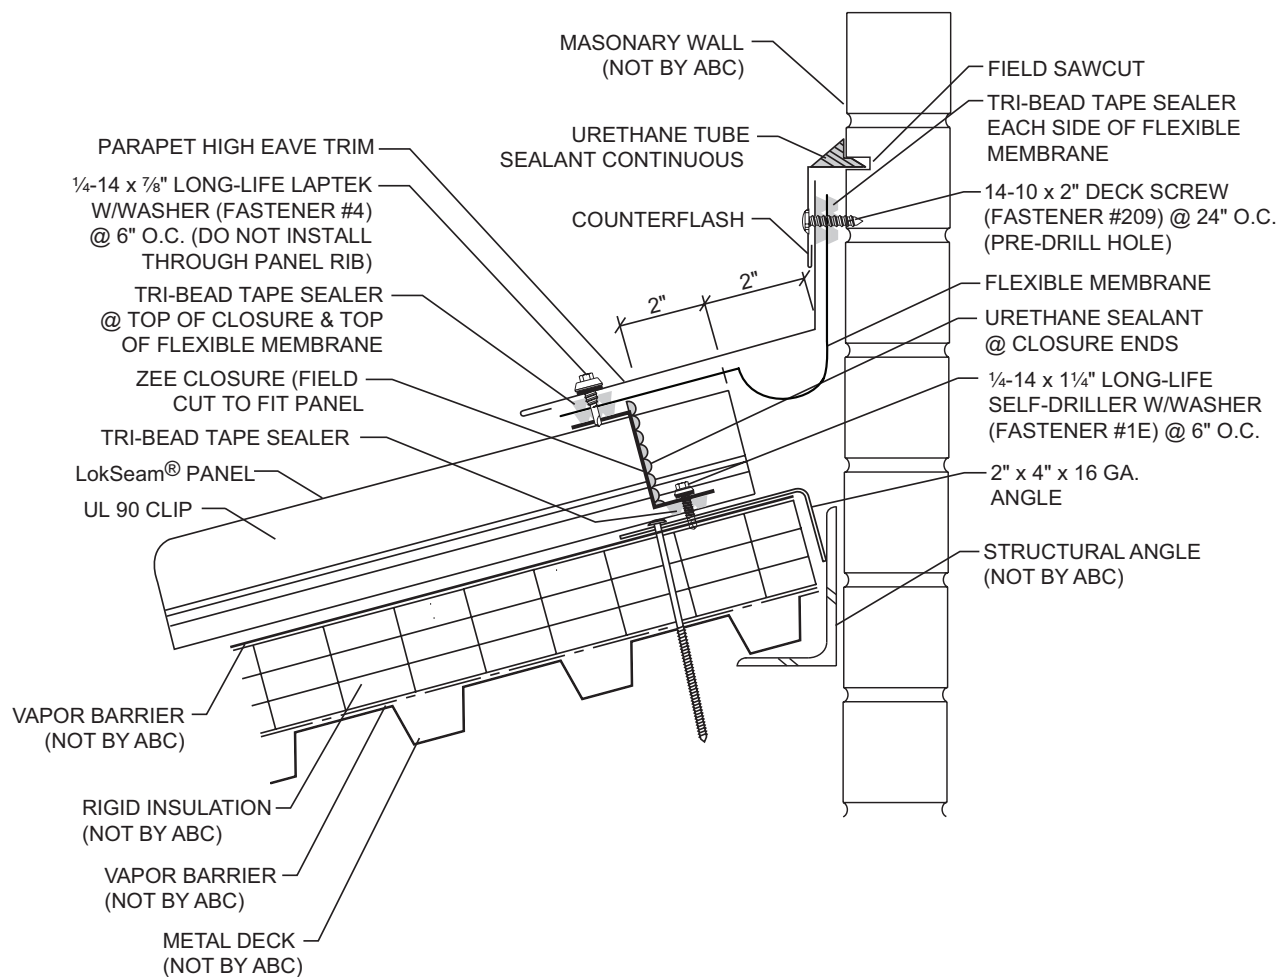 MASONARY WALL
(NOT BY ABC)
FIELD SAWCUT
TRI-BEAD TAPE SEALER
EACH SIDE OF FLEXIBLE
MEMBRANE
URETHANE TUBE
SEALANT CONTINUOUS
PARAPET HIGH EAVE TRIM
¼-14 x ⅞" LONG-LIFE LAPTEK
W/WASHER (FASTENER #4)
@ 6" O.C. (DO NOT INSTALL
THROUGH PANEL RIB)
COUNTERFLASH
14-10 x 2" DECK SCREW
(FASTENER #209) @ 24" O.C.
(PRE-DRILL HOLE)
2"
2"
TRI-BEAD TAPE SEALER
@ TOP OF CLOSURE & TOP
OF FLEXIBLE MEMBRANE
FLEXIBLE MEMBRANE
URETHANE SEALANT
@ CLOSURE ENDS
ZEE CLOSURE (FIELD
CUT TO FIT PANEL
¼-14 x 1¼" LONG-LIFE
SELF-DRILLER W/WASHER
(FASTENER #1E) @ 6" O.C.
TRI-BEAD TAPE SEALER
LokSeam® PANEL
UL 90 CLIP
2" x 4" x 16 GA.
ANGLE
STRUCTURAL ANGLE
(NOT BY ABC)
VAPOR BARRIER
(NOT BY ABC)
RIGID INSULATION
(NOT BY ABC)
VAPOR BARRIER
(NOT BY ABC)
METAL DECK
(NOT BY ABC)